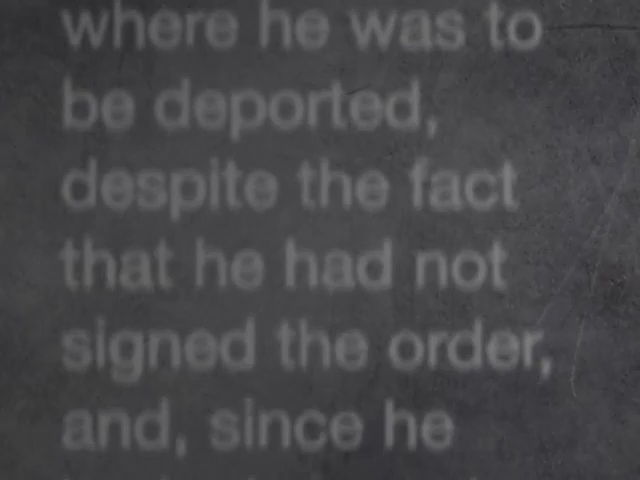 where he was to
be deported,
despite the fact
that he had not
signed the order,
and, since he